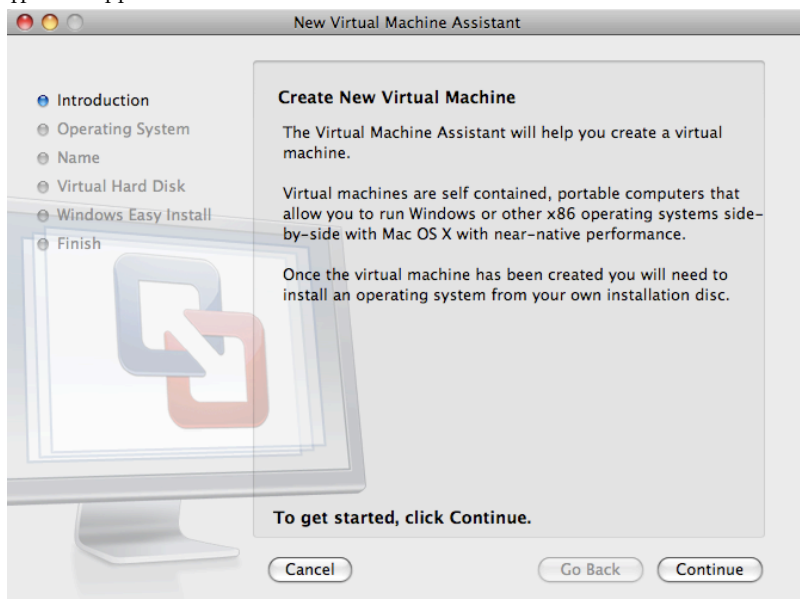 New Virtual Machine Assistant
Introduction
Operating System
Name
Virtual Hard Disk
Windows Easy Install
Finish
Create New Virtual Machine
The Virtual Machine Assistant will help you create a virtual
machine.
Virtual machines are self contained, portable computers that
allow you to run Windows or other x86 operating systems side-
by-side with Mac OS X with near-native performance.
Once the virtual machine has been created you will need to
install an operating system from your own installation disc.
To get started, click Continue.
Cancel
Go Back
Continue